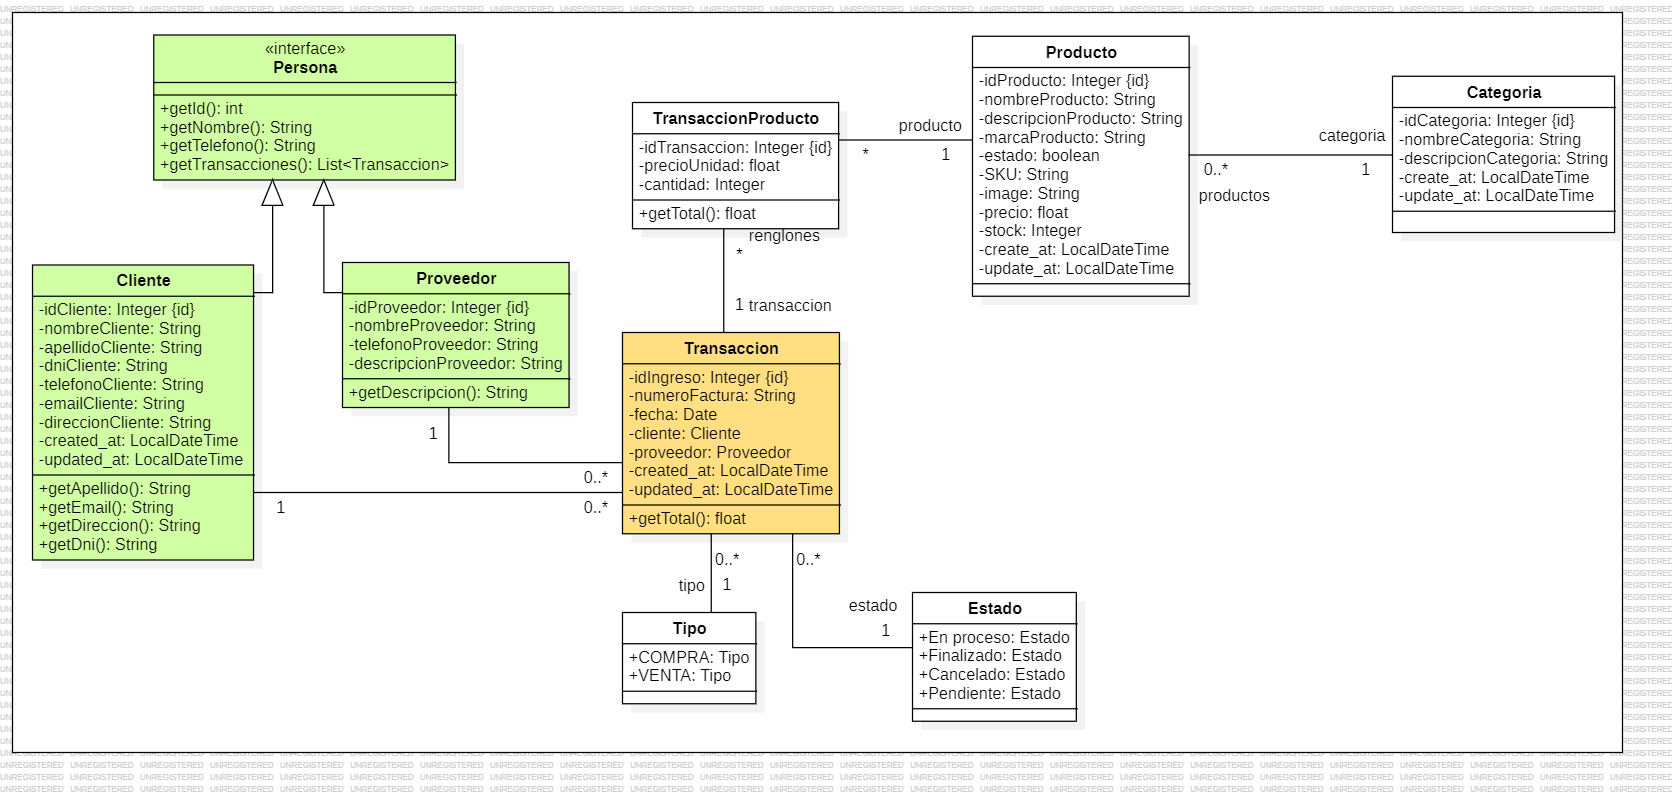 «interface»
Persona
+getId(): int
+getNombre(): String
+getTelefono(): String
+getTransacciones(): List<Transaccion>
Cliente
-idCliente: Integer {id}
-nombreCliente: String
-apellidoCliente: String
-dniCliente: String
-telefonoCliente: String
-emailCliente: String
-direccionCliente: String
-created_at: LocalDateTime
-updated_at: LocalDateTime
+getApellido(): String
+getEmail(): String
+getDireccion(): String
+getDni(): String
Proveedor
-idProveedor: Integer {id}
-nombreProveedor: String
-telefonoProveedor: String
-descripcionProveedor: String
+getDescripcion(): String
1
0..*
1
0..*
TransaccionProducto
-idTransaccion: Integer {id}
-precioUnidad: float
-cantidad: Integer
+getTotal(): float
producto
*
1
renglones
*
1 transaccion
Transaccion
-idIngreso: Integer {id}
-numeroFactura: String
-fecha: Date
-cliente: Cliente
-proveedor: Proveedor
-created_at: LocalDateTime
-updated_at: LocalDateTime
+getTotal(): float
0..*
tipo
1
0..*
estado
1
Tipo
+COMPRA: Tipo
+VENTA: Tipo
Estado
+En proceso: Estado
+Finalizado: Estado
+Cancelado: Estado
+Pendiente: Estado
Producto
-idProducto: Integer {id}
-nombreProducto: String
-descripcionProducto: String
-marcaProducto: String
-estado: boolean
-SKU: String
-image: String
-precio: float
-stock: Integer
-create_at: LocalDateTime
-update_at: LocalDateTime
categoria
0..*
1
productos
Categoria
-idCategoria: Integer {id}
-nombreCategoria: String
-descripcionCategoria: String
-create_at: LocalDateTime
-update_at: LocalDateTime
UNREGISTERED